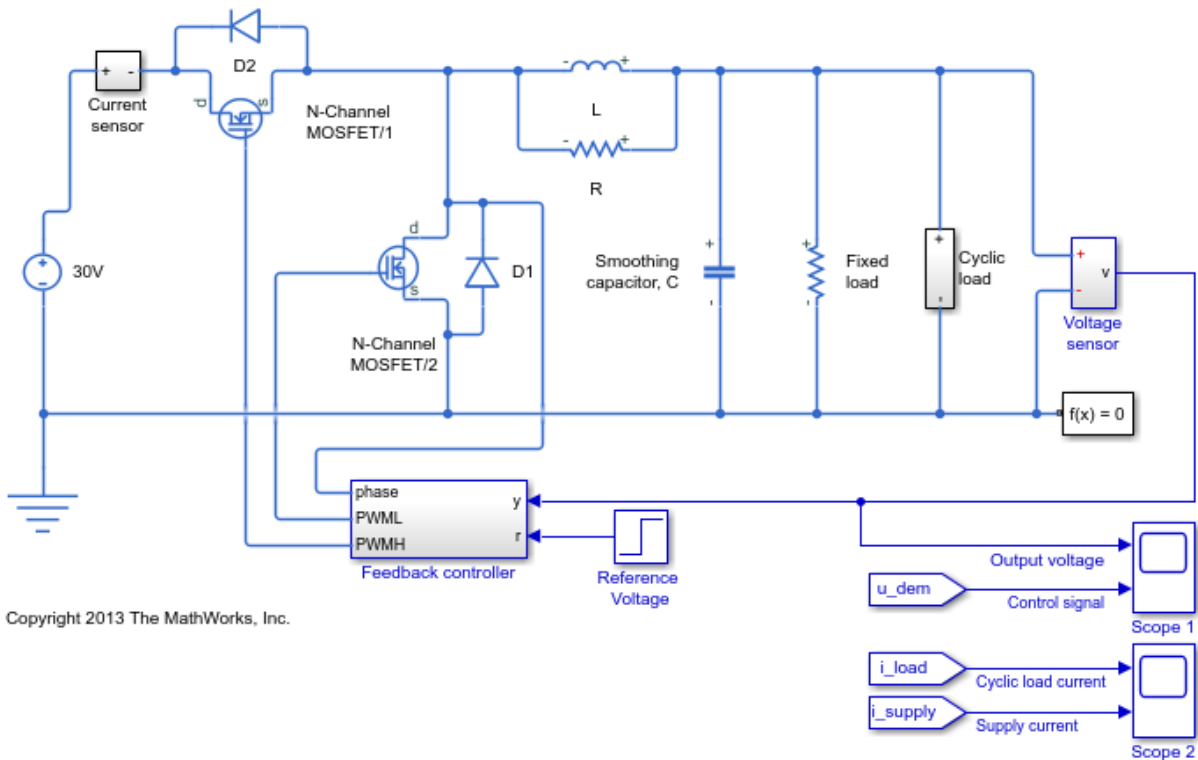 D2
+ -
Current
sensor
d
s
N-Channel
MOSFET/1
- +
L
- +
R
30V
+
-
d
s
D1
N-Channel
MOSFET/2
Smoothing
capacitor, C
+
-
+
-
Fixed
load
+
-
Cyclic
load
+
-
v
Voltage
sensor
f(x) = 0
phase
PWML
PWMH
y
r
Feedback controller
Reference
Voltage
Output voltage
u_dem
Control signal
Scope 1
i_load
Cyclic load current
i_supply
Supply current
Scope 2
Copyright 2013 The MathWorks, Inc.